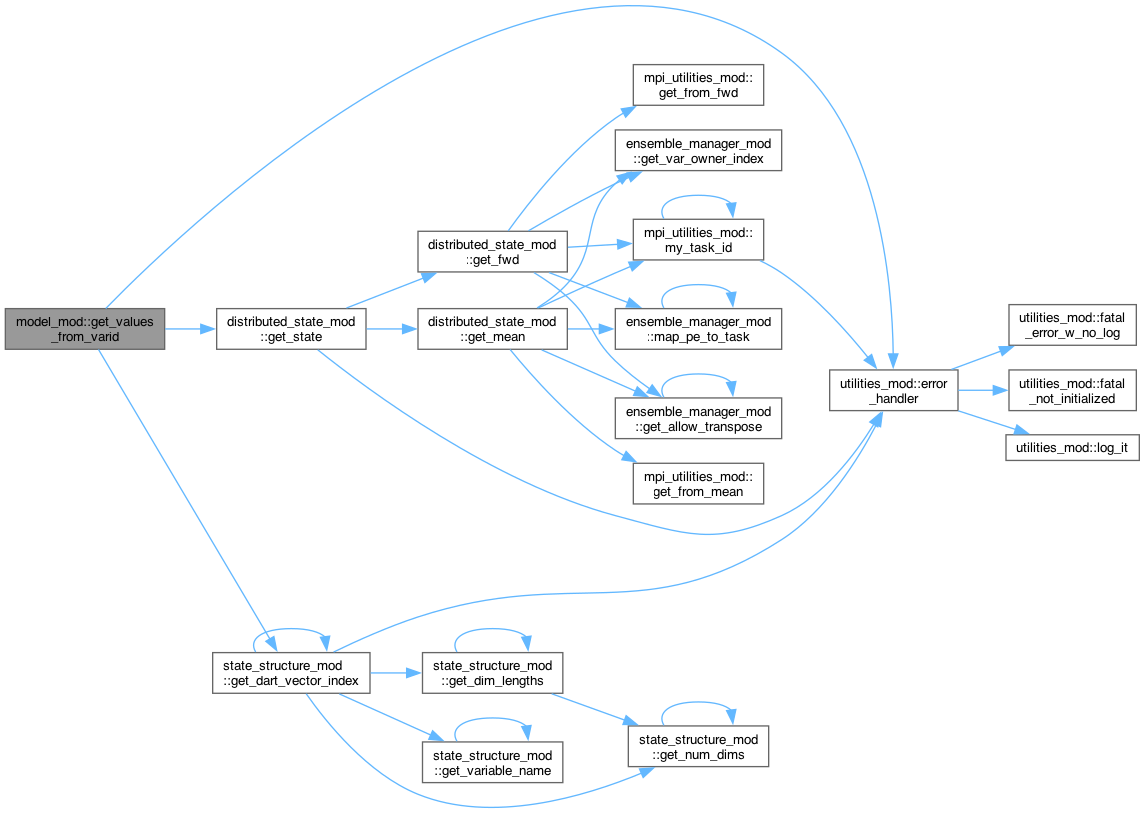 mpi_utilities_mod::
get_from_fwd
ensemble_manager_mod
::get_var_owner_index
mpi_utilities_mod::
my_task_id
distributed_state_mod
::get_fwd
model_mod::get_values
_from_varid
distributed_state_mod
::get_state
distributed_state_mod
::get_mean
ensemble_manager_mod
::map_pe_to_task
utilities_mod::fatal
_error_w_no_log
utilities_mod::error
_handler
utilities_mod::fatal
_not_initialized
ensemble_manager_mod
::get_allow_transpose
utilities_mod::log_it
mpi_utilities_mod::
get_from_mean
state_structure_mod
::get_dart_vector_index
state_structure_mod
::get_dim_lengths
state_structure_mod
::get_num_dims
state_structure_mod
::get_variable_name